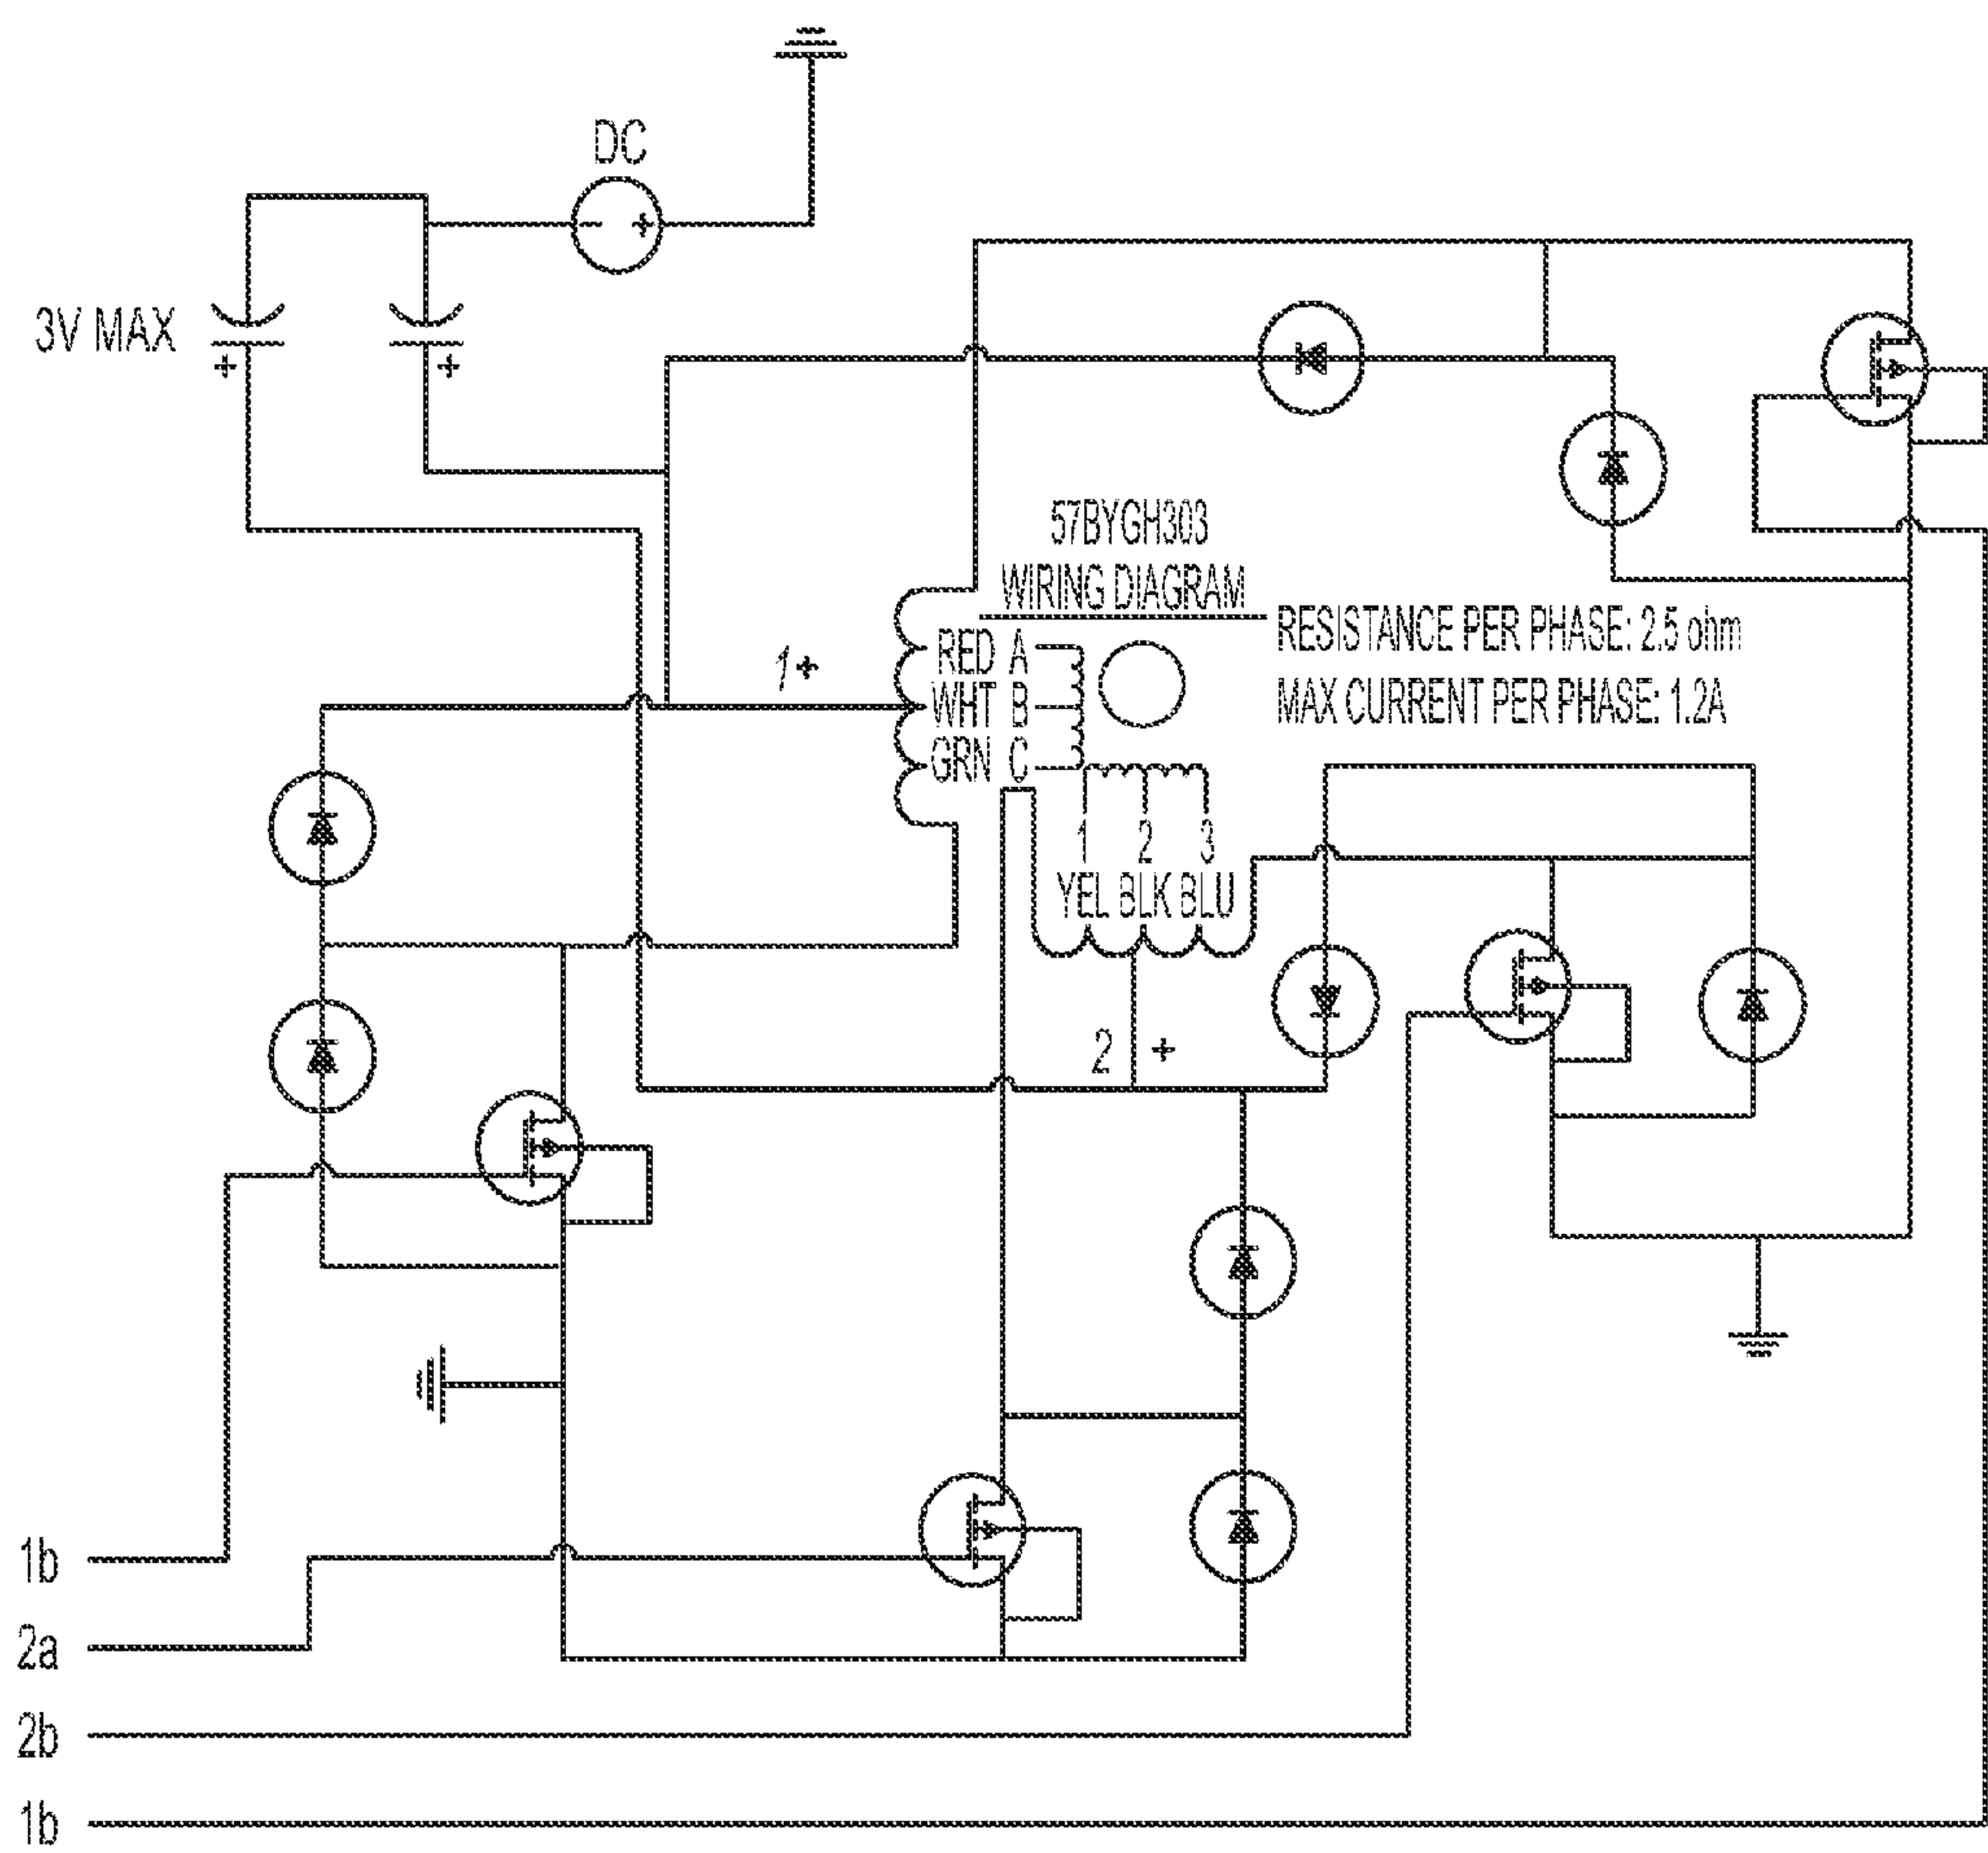 DC
- +
3V MAX
+ +
57BYGH303
WIRING DIAGRAM
RESISTANCE PER PHASE: 2.5 ohm
MAX CURRENT PER PHASE: 1.2A
1+
RED A
WHT B
GRN C
1 2 3
YEL BLK BLU
2 +
1b
2a
2b
1b